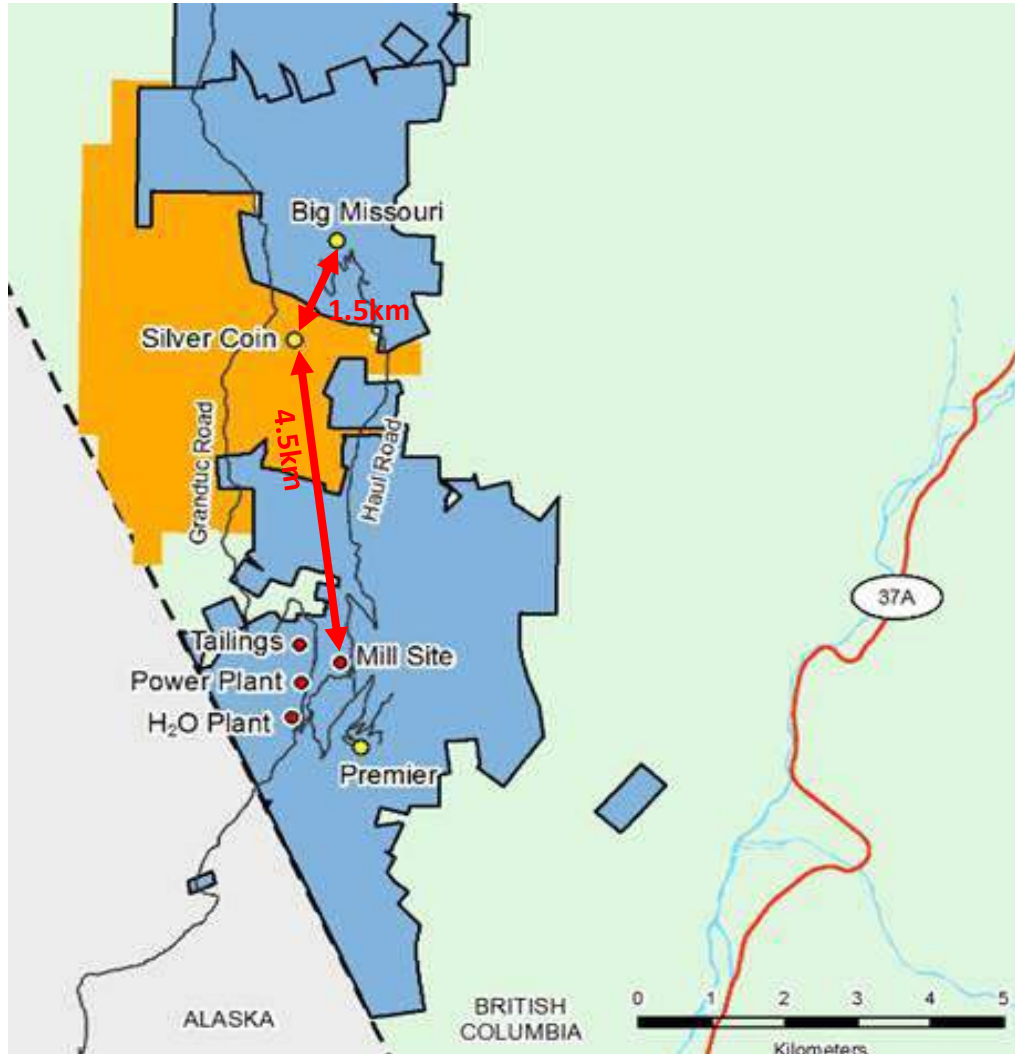 Big Missouri
1.5km
Silver Coin
4.5km
Granduc Road
Haul Road
37A
Tailings
Mill Site
Power Plant
H₂O Plant
Premier
ALASKA
BRITISH
COLUMBIA
0 1 2 3 4 5
Kilometers